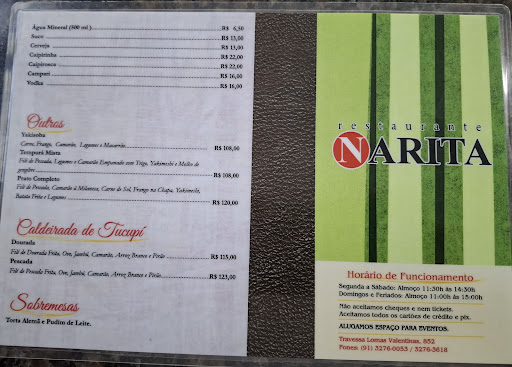 Água Mineral (500 ml) R$ 6,50
Suco R$ 13,00
Cerveja R$ 13,00
Caipirinha R$ 22,00
Caipirosca R$ 22,00
Campari R$ 16,00
Vodka R$ 16,00
Outros
Yakisoba
Carne, Frango, Camarão, Legumes e Macarrão R$ 108,00
Tempurá Mista
Filé de Pescada, Legumes e Camarão Empanado com Trigo, Yakimeshi e Molho de
gengibre R$ 108,00
Prato Completo
Filé de Pescada, Camarão à Milanesa, Carne de Sol, Frango na Chapa, Yakimeshi,
Batata Frita e Legumes R$ 120,00
Caldeirada de Tucupí
Dourada
Filé de Dourada Frita, Ovo, Jambú, Camarão, Arroz Branco e Pirão R$ 115,00
Pescada
Filé de Pescada Frita, Ovo, Jambú, Camarão, Arroz Branco e Pirão R$ 123,00
Sobremesas
Torta Alemã e Pudim de Leite.
restaurante
NARITA
Horário de Funcionamento
Segunda a Sábado: Almoço 11:30h às 14:30h
Domingos e Feriados: Almoço 11:00h às 15:00h
Não aceitamos cheques e nem tickets.
Aceitamos todos os cartões de crédito e pix.
ALUGAMOS ESPAÇO PARA EVENTOS.
Travessa Lomas Valentinas, 852
Fones: (91) 3276-0033 / 3276-3618